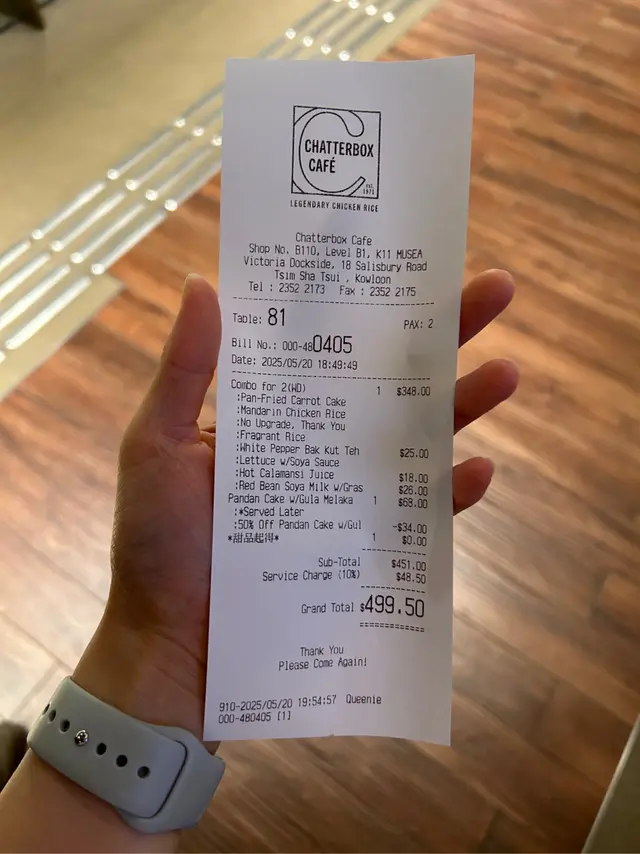 CHATTERBOX
CAFÉ
EST.
1971
LEGENDARY CHICKEN RICE
Chatterbox Cafe
Shop No. B110, Level B1, K11 MUSEA
Victoria Dockside, 18 Salisbury Road
Tsim Sha Tsui , Kowloon
Tel : 2352 2173 Fax : 2352 2175
Table: 81 PAX: 2
Bill No.: 000-480405
Date: 2025/05/20 18:49:49
Combo for 2(WD) 1 $348.00
:Pan-Fried Carrot Cake
:Mandarin Chicken Rice
:No Upgrade, Thank You
:Fragrant Rice
:White Pepper Bak Kut Teh $25.00
:Lettuce w/Soya Sauce
:Hot Calamansi Juice $18.00
:Red Bean Soya Milk w/Gras $26.00
Pandan Cake w/Gula Melaka 1 $68.00
:*Served Later
:50% Off Pandan Cake w/Gul -$34.00
*甜品起得* 1 $0.00
Sub-Total $451.00
Service Charge (10%) $48.50
Grand Total $499.50
Thank You
Please Come Again!
910-2025/05/20 19:54:57 Queenie
000-480405 [1]